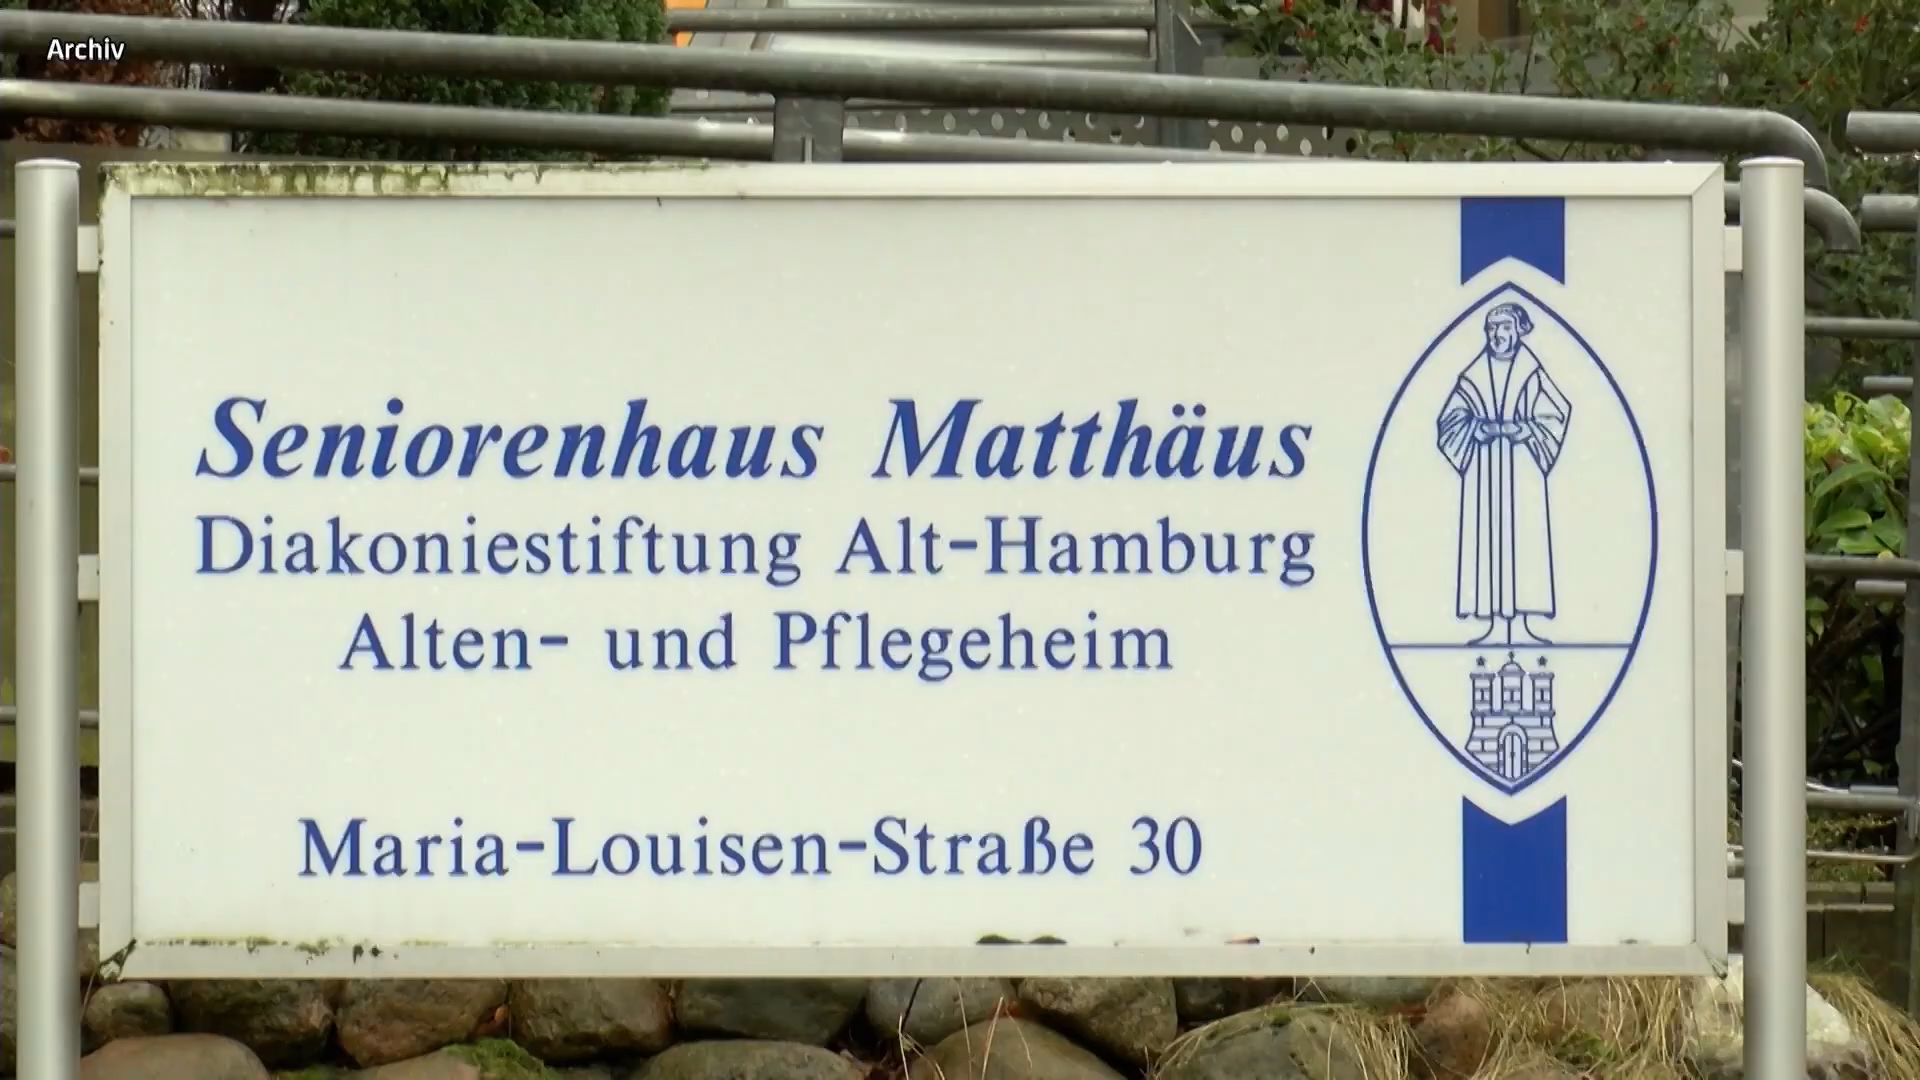 Archiv
Seniorenhaus Matthäus
Diakoniestiftung Alt-Hamburg
Alten- und Pflegeheim
Maria-Louisen-Straße 30